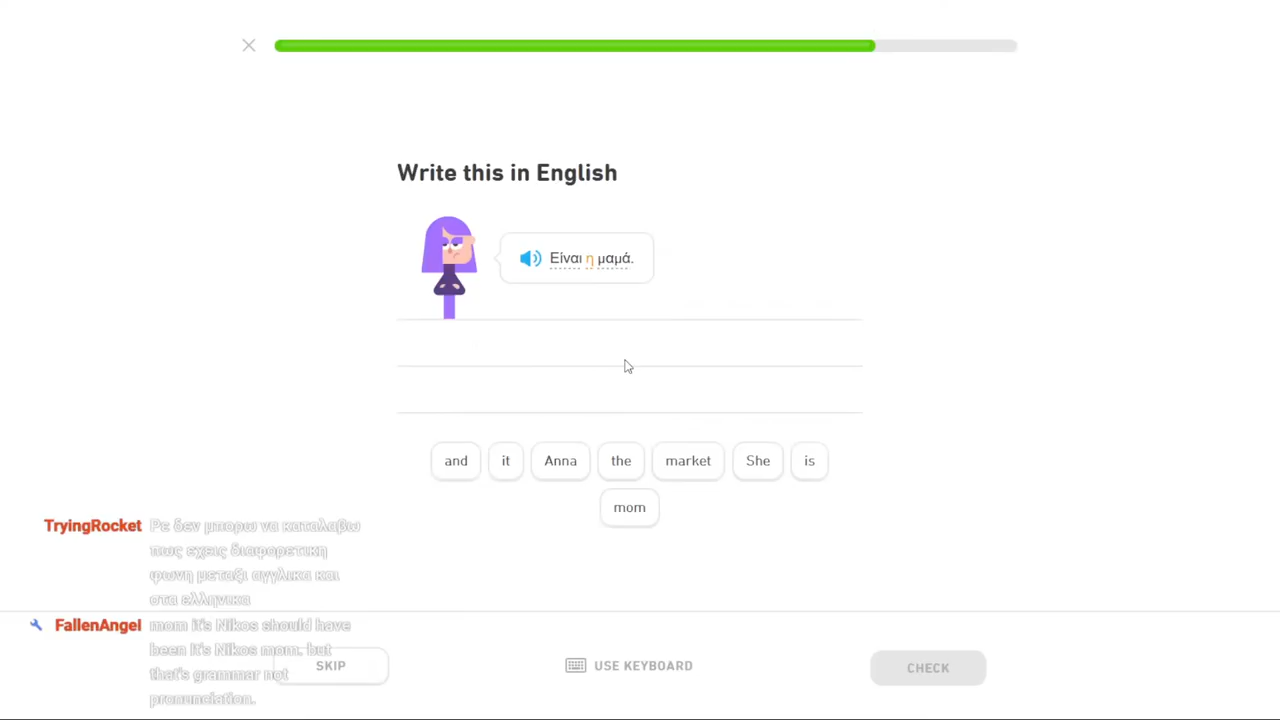 Write this in English
Είναι η μαμά.
and it Anna the market She is
mom
TryingRocket Ρε δεν μπορω να καταλαβω
πως εχεις διαφορετικη
φωνη μεταξι αγγλικα και
στα ελληνικα
FallenAngel mom it's Nikos should have
been It's Nikos mom. but
that's grammar not
pronunciation.
SKIP USE KEYBOARD CHECK